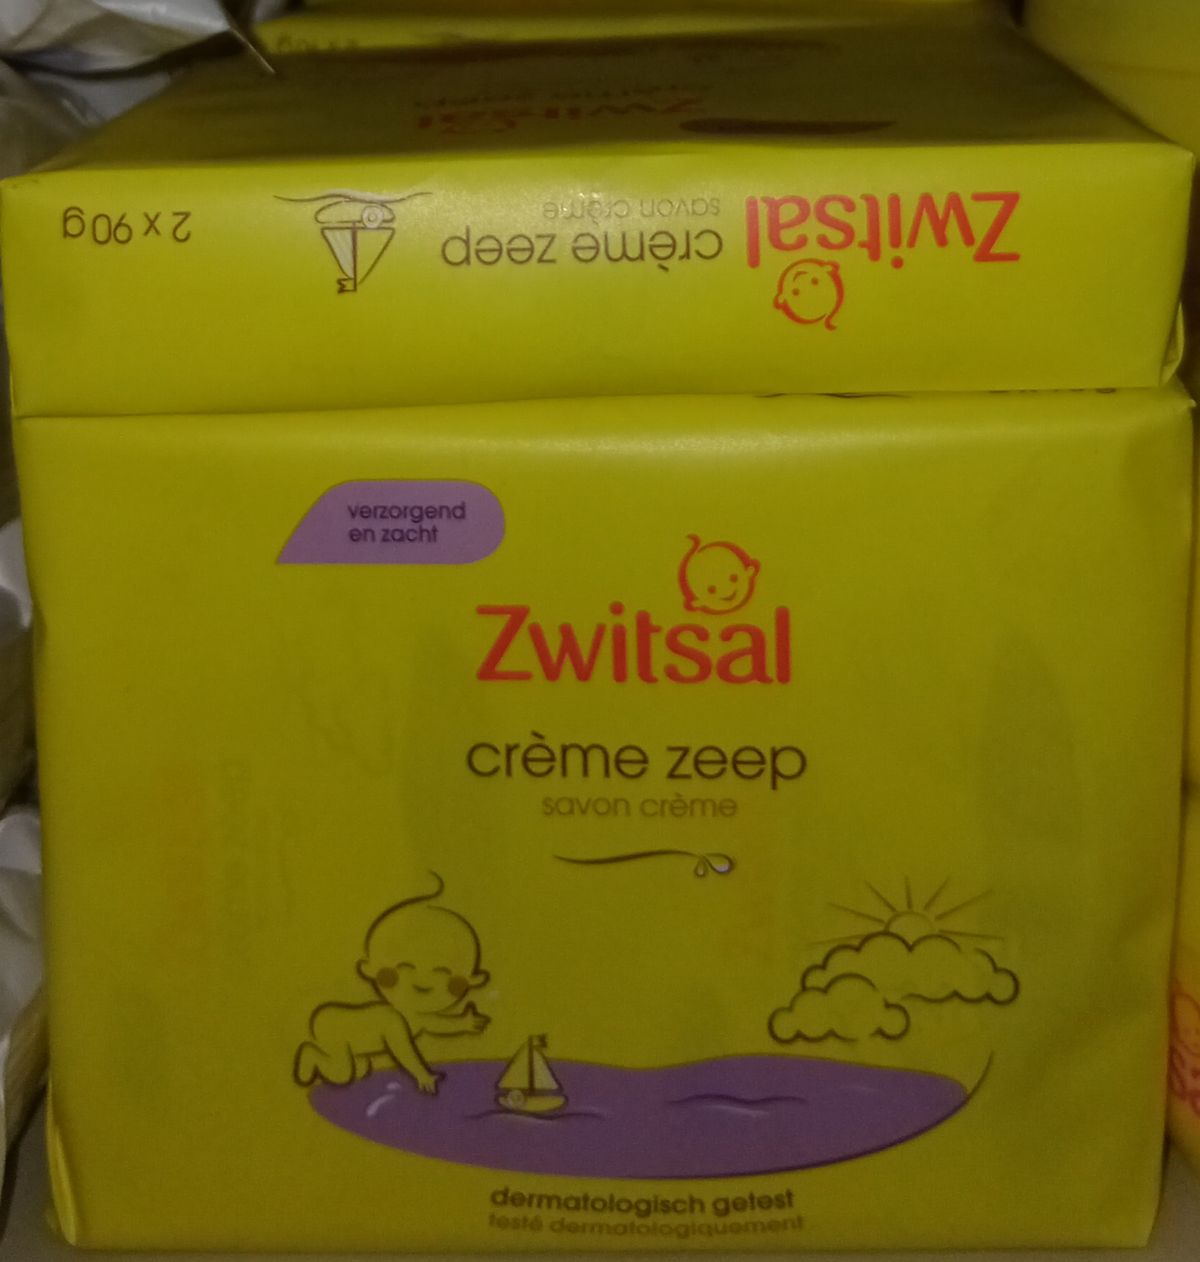 Zwitsal
crème zeep
savon crème
2 x 90g
verzorgend
en zacht
Zwitsal
crème zeep
savon crème
dermatologisch getest
testé dermatologiquement